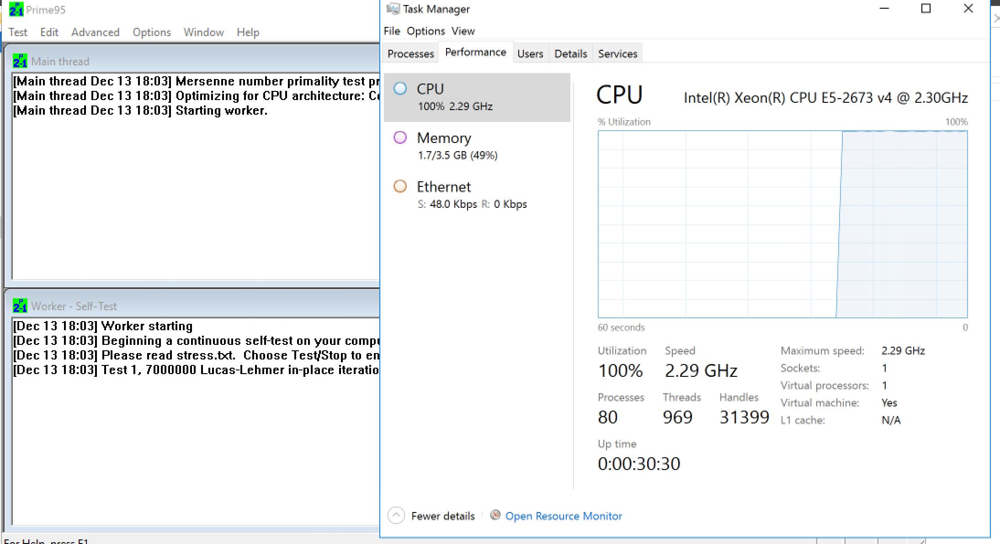 Prime95
Test Edit Advanced Options Window Help
Main thread
[Main thread Dec 13 18:03] Mersenne number primality test pr
[Main thread Dec 13 18:03] Optimizing for CPU architecture: Co
[Main thread Dec 13 18:03] Starting worker.
Worker - Self-Test
[Dec 13 18:03] Worker starting
[Dec 13 18:03] Beginning a continuous self-test on your compu
[Dec 13 18:03] Please read stress.txt.  Choose Test/Stop to en
[Dec 13 18:03] Test 1, 7000000 Lucas-Lehmer in-place iteratio
For Help, press F1
Task Manager
File Options View
Processes Performance Users Details Services
CPU
100% 2.29 GHz
Memory
1.7/3.5 GB (49%)
Ethernet
S: 48.0 Kbps R: 0 Kbps
CPU Intel(R) Xeon(R) CPU E5-2673 v4 @ 2.30GHz
% Utilization 100%
60 seconds 0
Utilization Speed
100% 2.29 GHz
Processes Threads Handles
80 969 31399
Up time
0:00:30:30
Maximum speed: 2.29 GHz
Sockets: 1
Virtual processors: 1
Virtual machine: Yes
L1 cache: N/A
Fewer details Open Resource Monitor